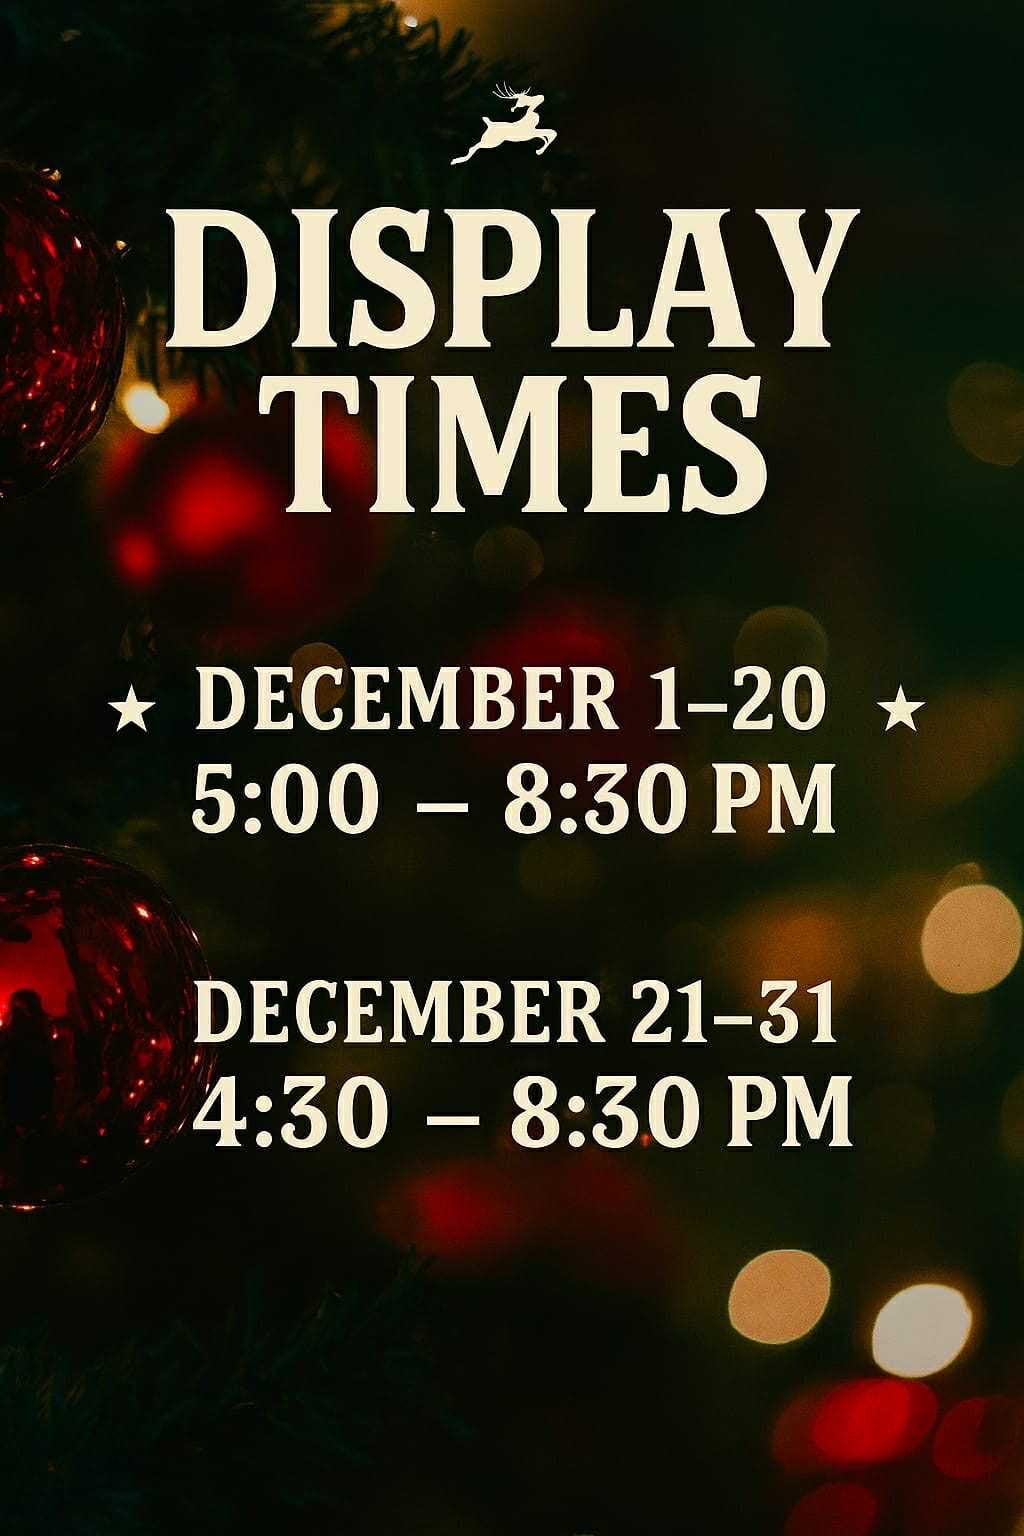 DISPLAY
TIMES
DECEMBER 1–20
5:00 – 8:30 PM
DECEMBER 21–31
4:30 – 8:30 PM